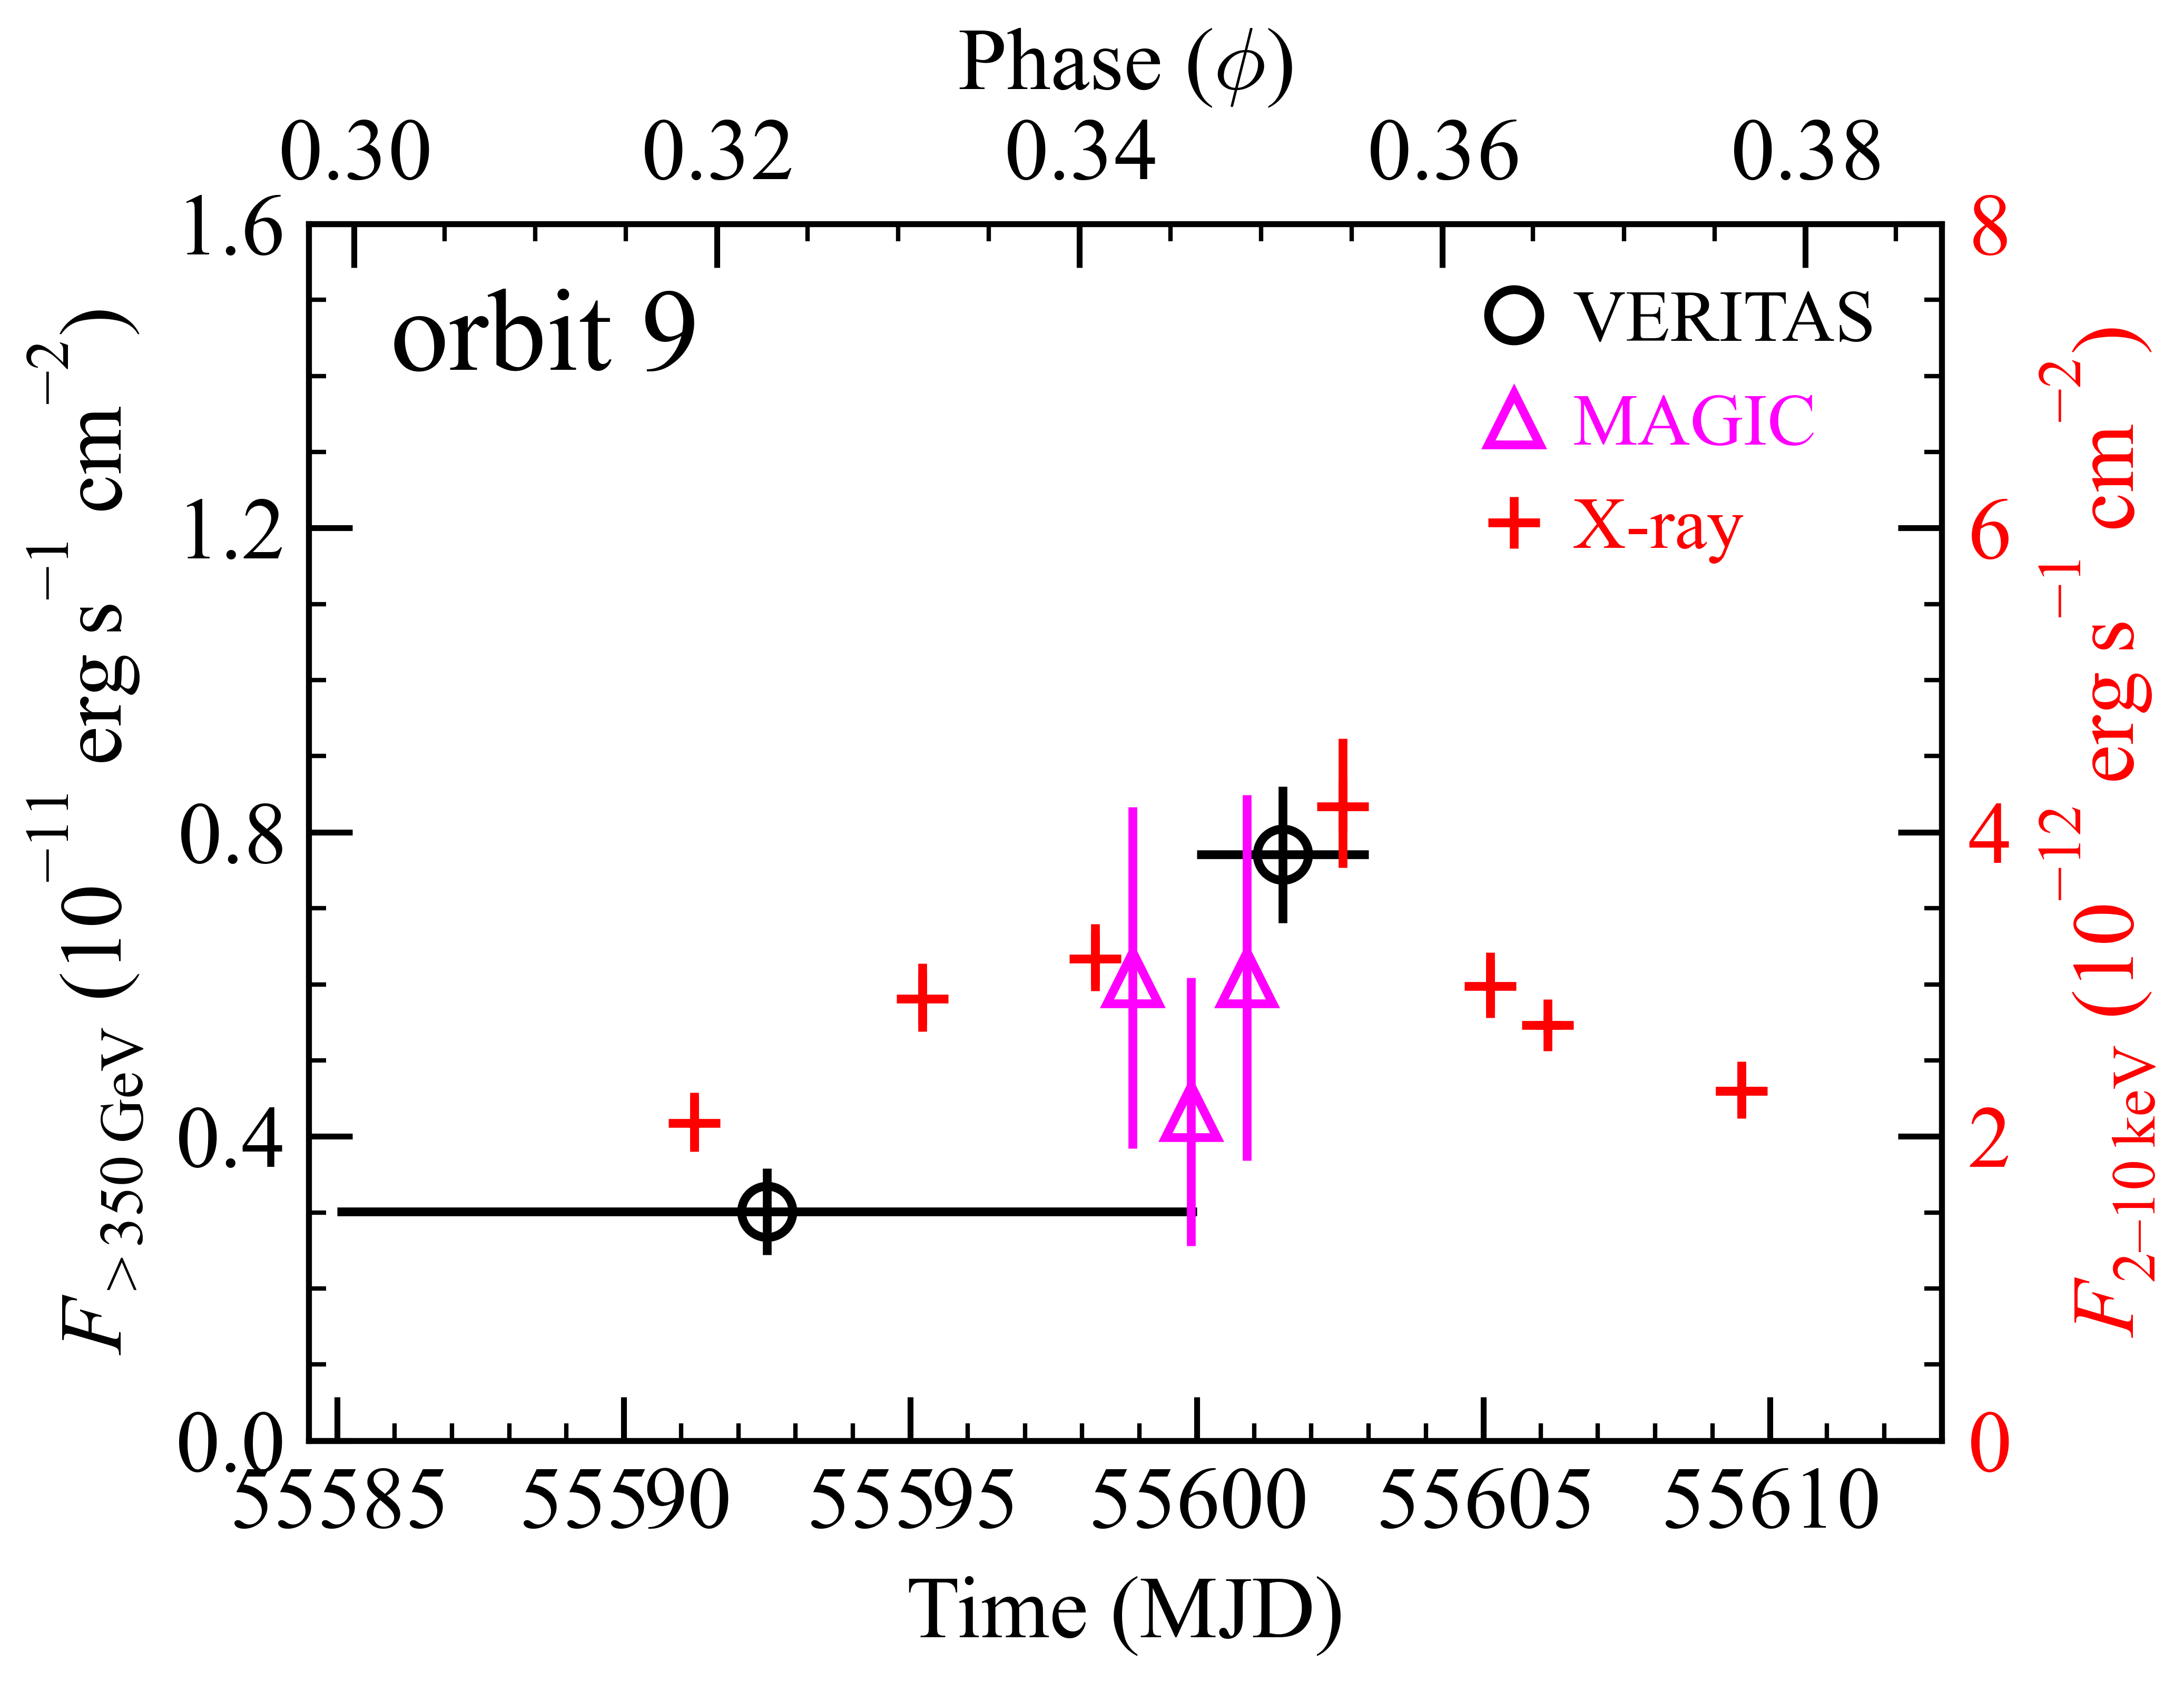 Phase (ϕ)
0.30 0.32 0.34 0.36 0.38
orbit 9
VERITAS
MAGIC
X-ray
1.6
1.2
0.8
0.4
0.0
F>350 GeV (10−11 erg s−1 cm−2)
8
6
4
2
0
F2−10 keV (10−12 erg s−1 cm−2)
55585 55590 55595 55600 55605 55610
Time (MJD)